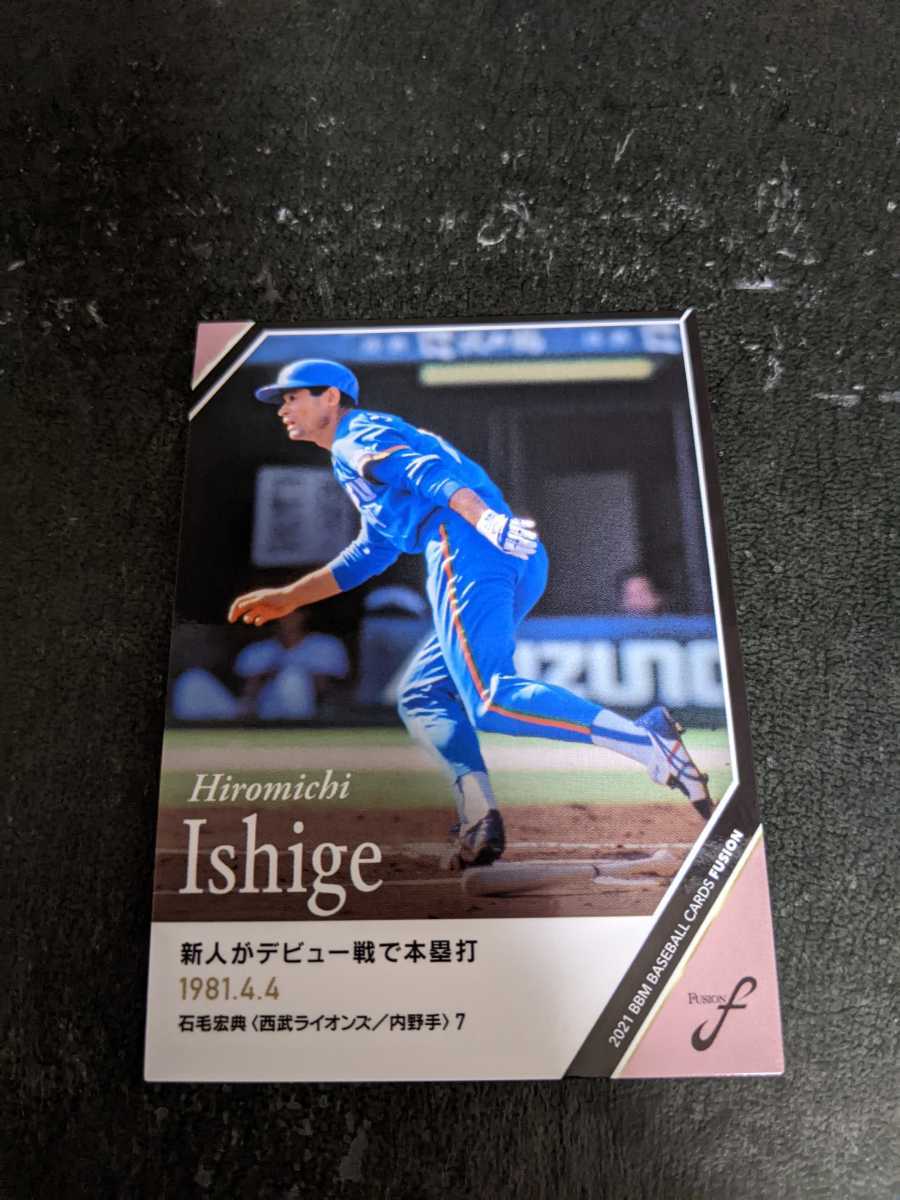 Hiromichi
Ishige
新人がデビュー戦で本塁打
1981.4.4
石毛宏典〈西武ライオンズ/内野手〉7
2021 BBM BASEBALL CARDS FUSION
FUSION f